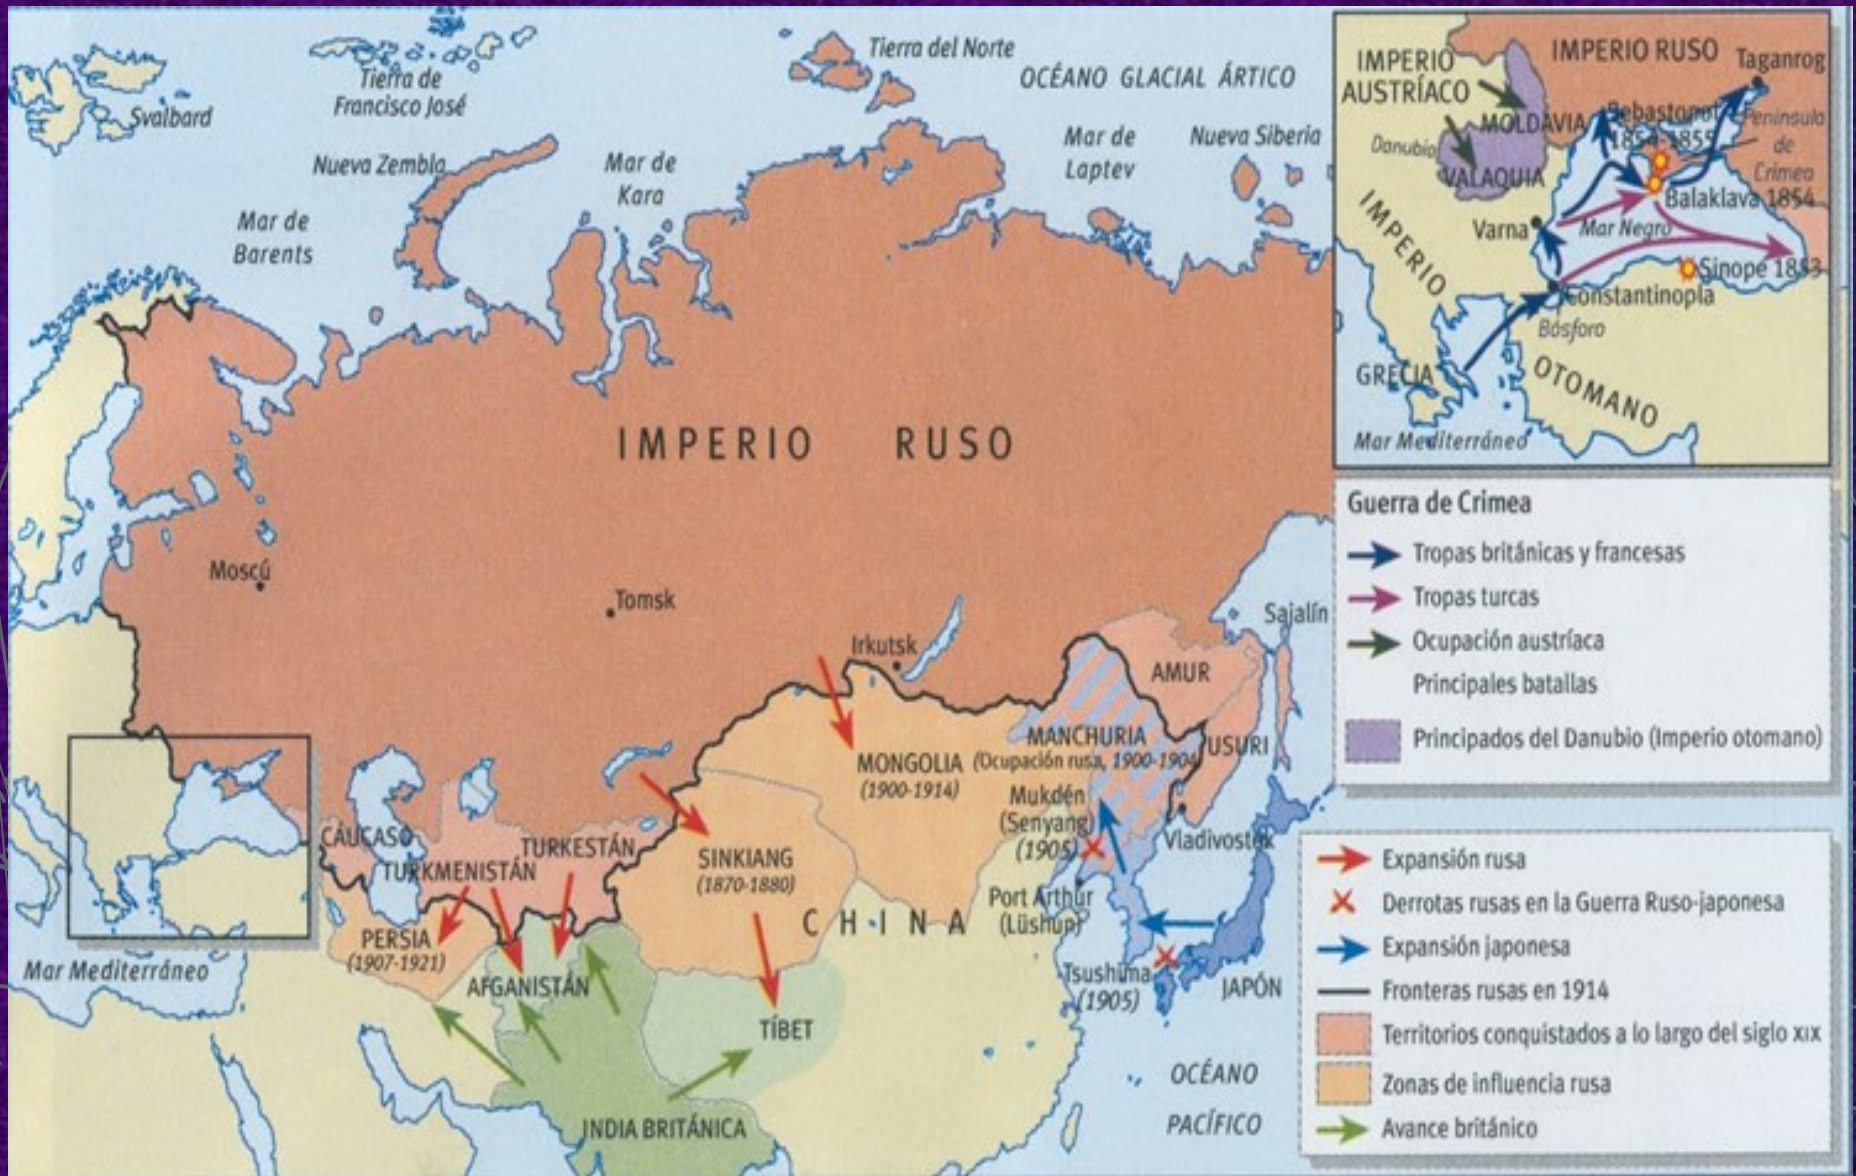 Svalbard
Tierra de
Francisco José
Tierra del Norte
OCÉANO GLACIAL ÁRTICO
Nueva Zembla
Mar de
Kara
Mar de
Laptev
Nueva Siberia
Mar de
Barents
IMPERIO RUSO
Moscú
Tomsk
Irkutsk
Sajalín
AMUR
MANCHURIA
(Ocupación rusa, 1900-1904)
USURI
MONGOLIA
(1900-1914)
Mukdén
(Senyang)
(1905)
Vladivostok
CÁUCASO
TURKMENISTÁN
TURKESTÁN
SINKIANG
(1870-1880)
Port Arthur
(Lüshun)
CHINA
PERSIA
(1907-1921)
AFGANISTÁN
Mar Mediterráneo
TÍBET
Tsushima
(1905)
JAPÓN
OCÉANO
PACÍFICO
INDIA BRITÁNICA
IMPERIO
AUSTRÍACO
IMPERIO RUSO
Taganrog
MOLDAVIA
Sebastopol
1854-1855
Península
de
Crimea
Danubio
VALAQUIA
Balaklava 1854
Varna
Mar Negro
Sinope 1853
Constantinopla
Bósforo
IMPERIO
OTOMANO
GRECIA
Mar Mediterráneo
Guerra de Crimea
Tropas británicas y francesas
Tropas turcas
Ocupación austríaca
Principales batallas
Principados del Danubio (Imperio otomano)
Expansión rusa
Derrotas rusas en la Guerra Ruso-japonesa
Expansión japonesa
Fronteras rusas en 1914
Territorios conquistados a lo largo del siglo XIX
Zonas de influencia rusa
Avance británico